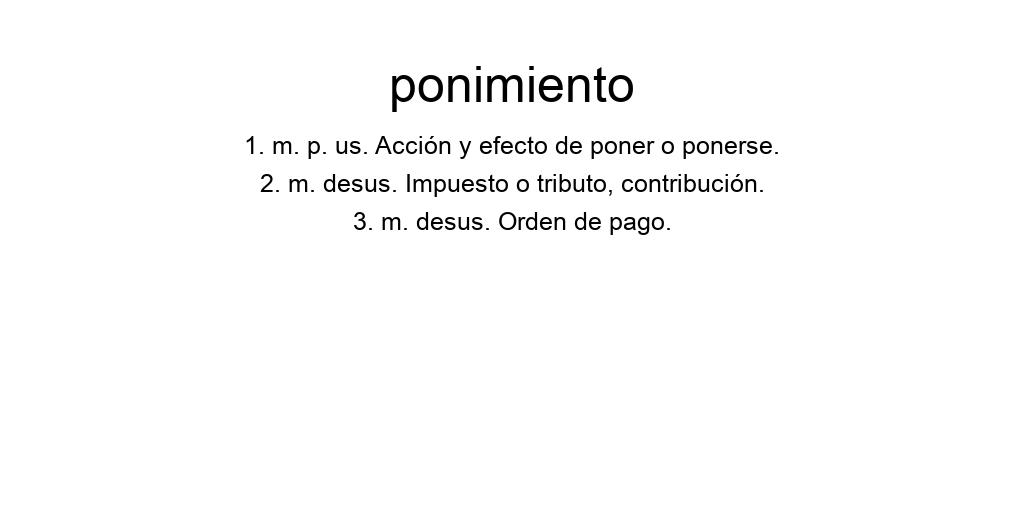 ponimiento
1. m. p. us. Acción y efecto de poner o ponerse.
2. m. desus. Impuesto o tributo, contribución.
3. m. desus. Orden de pago.